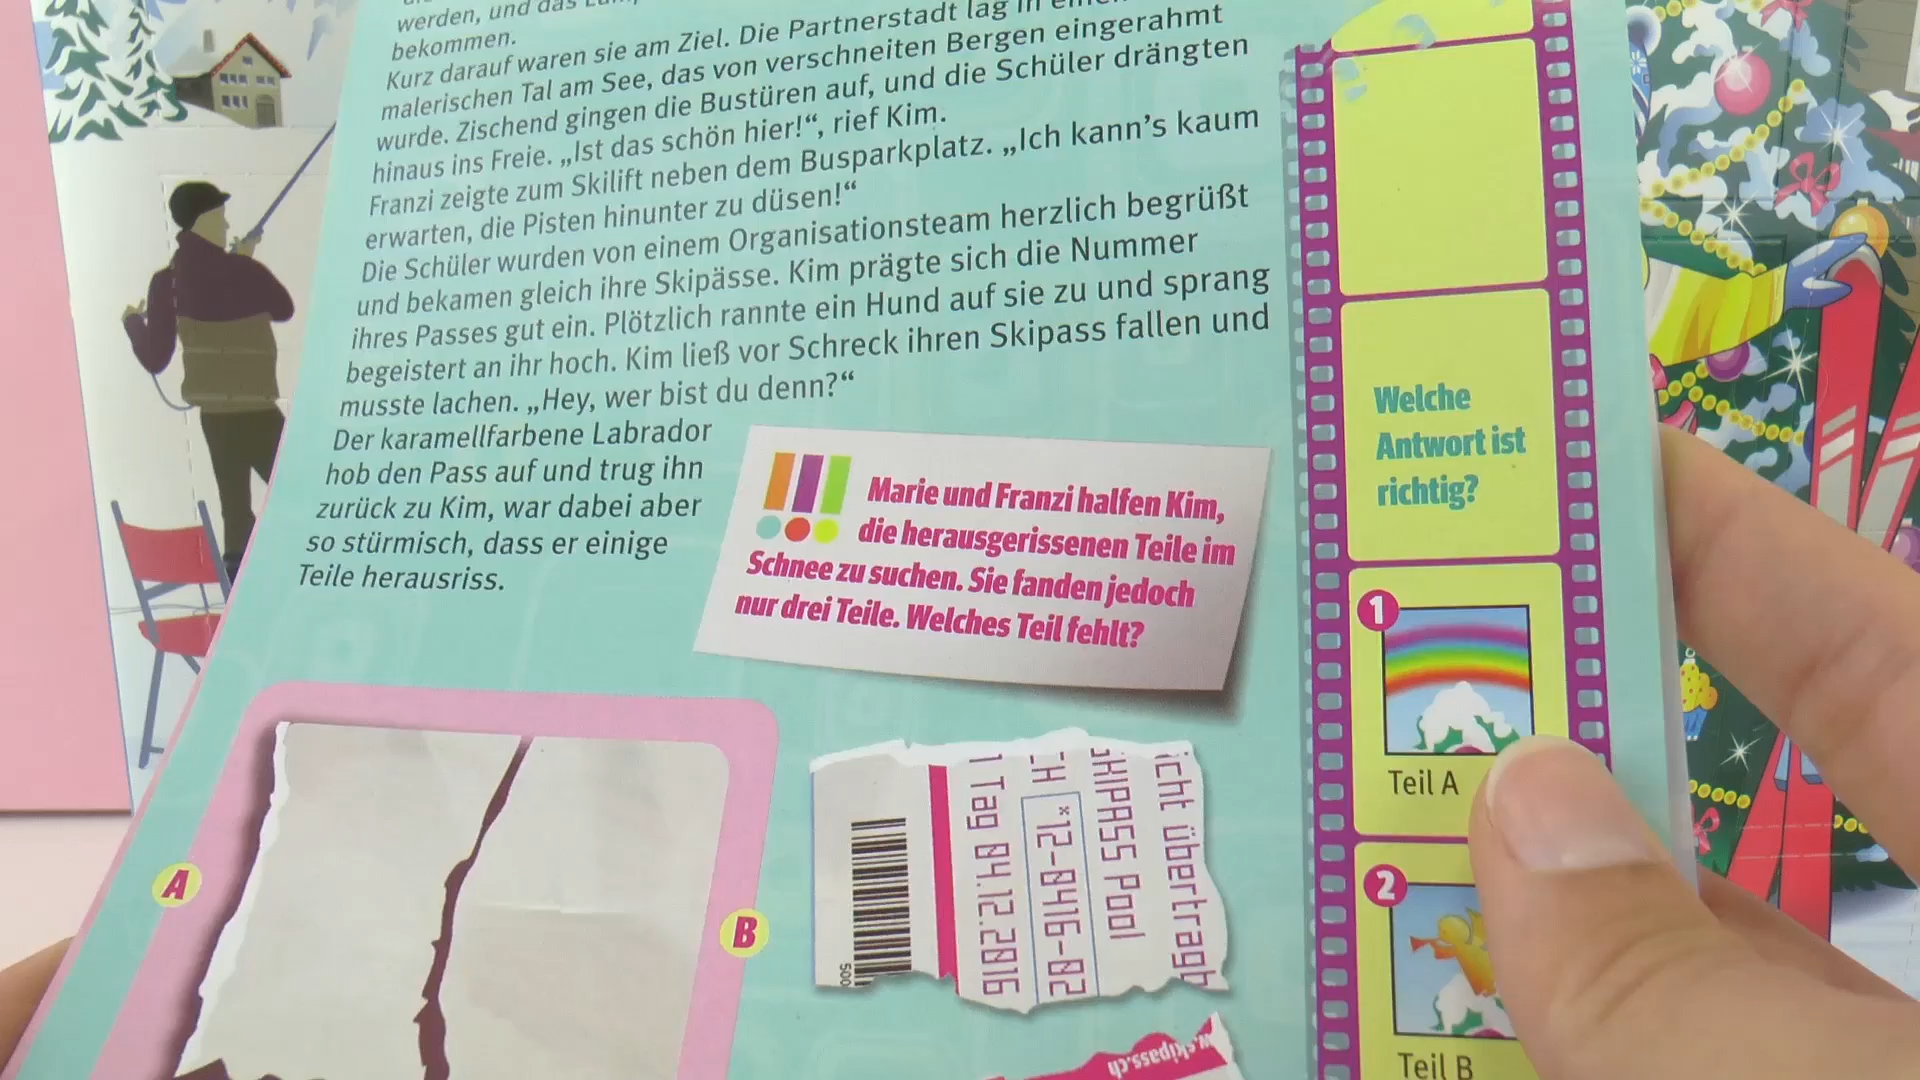 werden, und das
bekommen.
Kurz darauf waren sie am Ziel. Die Partnerstadt lag in
malerischen Tal am See, das von verschneiten Bergen eingerahmt
wurde. Zischend gingen die Bustüren auf, und die Schüler drängten
hinaus ins Freie. „Ist das schön hier!“, rief Kim.
Franzi zeigte zum Skilift neben dem Busparkplatz. „Ich kann’s kaum
erwarten, die Pisten hinunter zu düsen!“
Die Schüler wurden von einem Organisationsteam herzlich begrüßt
und bekamen gleich ihre Skipässe. Kim prägte sich die Nummer
ihres Passes gut ein. Plötzlich rannte ein Hund auf sie zu und sprang
begeistert an ihr hoch. Kim ließ vor Schreck ihren Skipass fallen und
musste lachen. „Hey, wer bist du denn?“
Der karamellfarbene Labrador
hob den Pass auf und trug ihn
zurück zu Kim, war dabei aber
so stürmisch, dass er einige
Teile herausriss.
!!! Marie und Franzi halfen Kim,
die herausgerissenen Teile im
Schnee zu suchen. Sie fanden jedoch
nur drei Teile. Welches Teil fehlt?
A
B
icht übertragb
KIPASS Pool
CH *12-0416-02
1 Tag 04.12.2016
500
w.skipass.ch
Welche
Antwort ist
richtig?
1
Teil A
2
Teil B